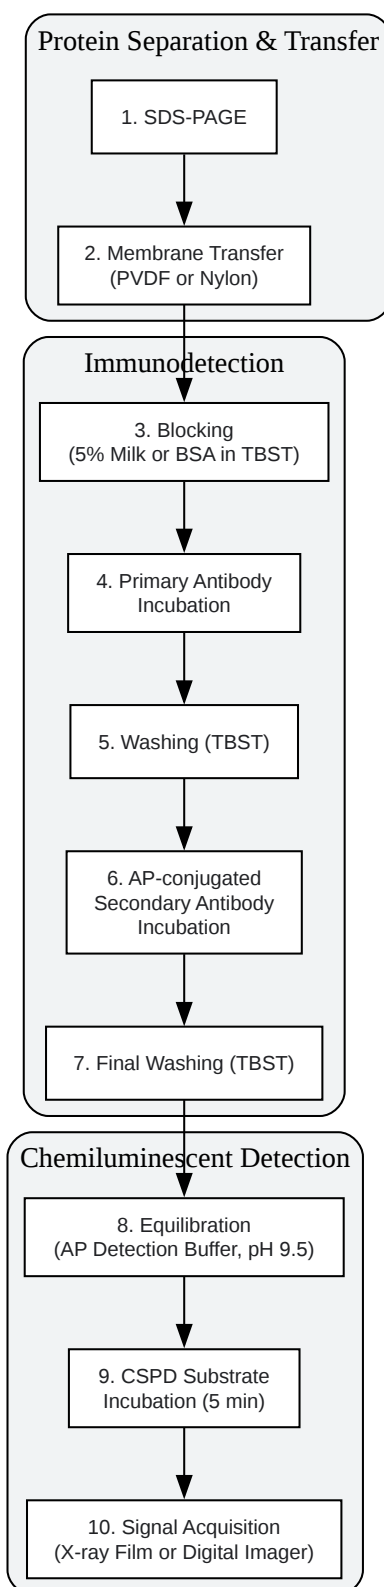 Protein Separation & Transfer
1. SDS-PAGE
2. Membrane Transfer
(PVDF or Nylon)
Immunodetection
3. Blocking
(5% Milk or BSA in TBST)
4. Primary Antibody
Incubation
5. Washing (TBST)
6. AP-conjugated
Secondary Antibody
Incubation
7. Final Washing (TBST)
Chemiluminescent Detection
8. Equilibration
(AP Detection Buffer, pH 9.5)
9. CSPD Substrate
Incubation (5 min)
10. Signal Acquisition
(X-ray Film or Digital Imager)